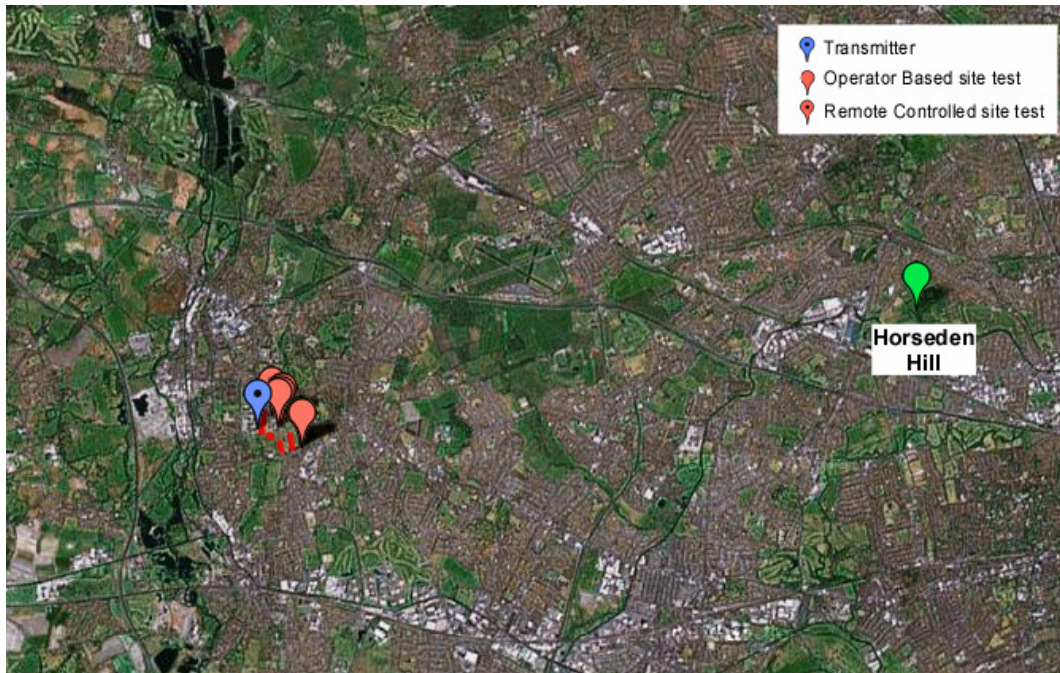 Transmitter
Operator Based site test
Remote Controlled site test
Horseden
Hill